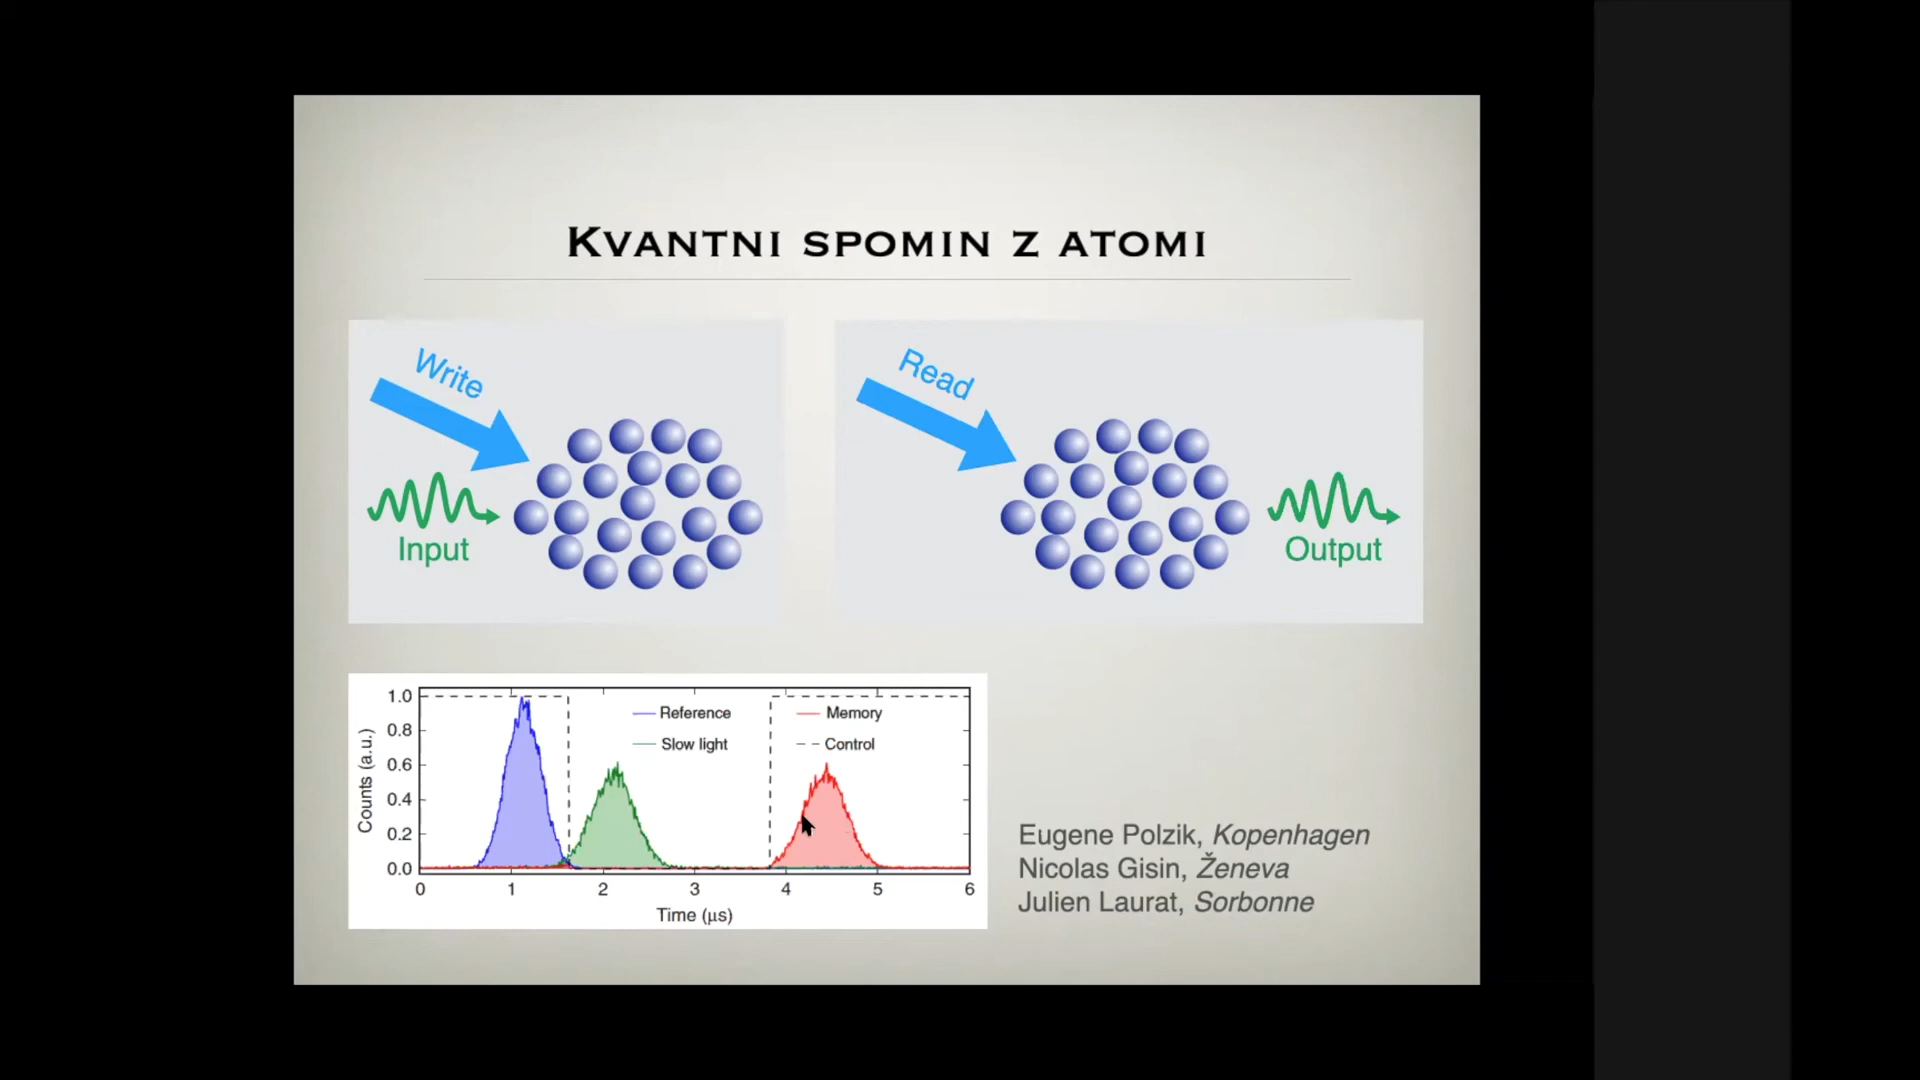 KVANTNI SPOMIN Z ATOMI
Write
Input
Read
Output
Counts (a.u.)
1.0
0.8
0.6
0.4
0.2
0.0
Reference
Slow light
Memory
Control
0 1 2 3 4 5 6
Time (μs)
Eugene Polzik, Kopenhagen
Nicolas Gisin, Ženeva
Julien Laurat, Sorbonne